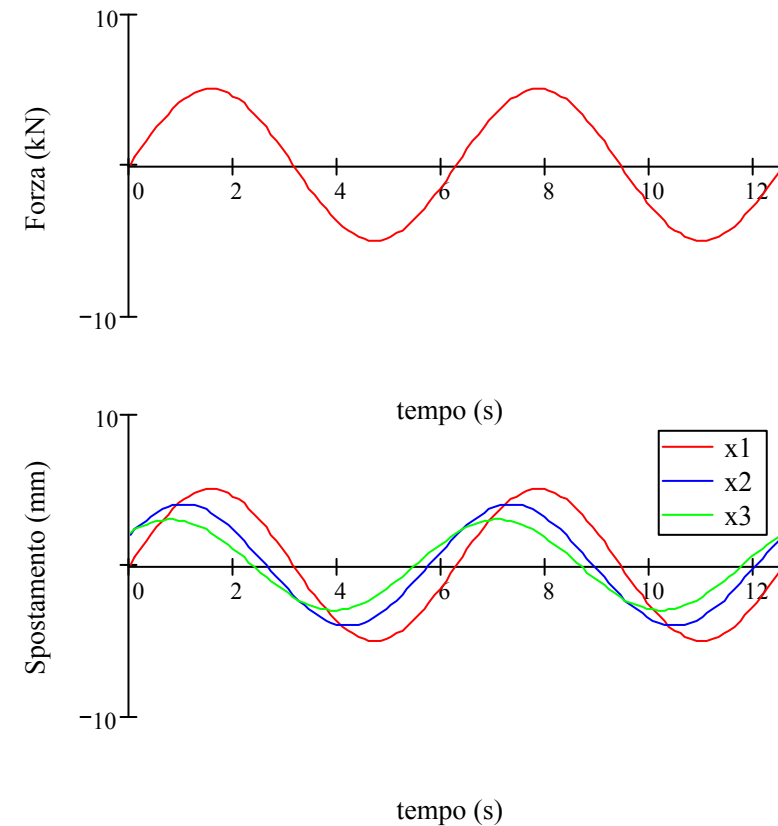 10
Forza (kN)
0 2 4 6 8 10 12
−10
tempo (s)
10
x1
x2
x3
Spostamento (mm)
0 2 4 6 8 10 12
−10
tempo (s)